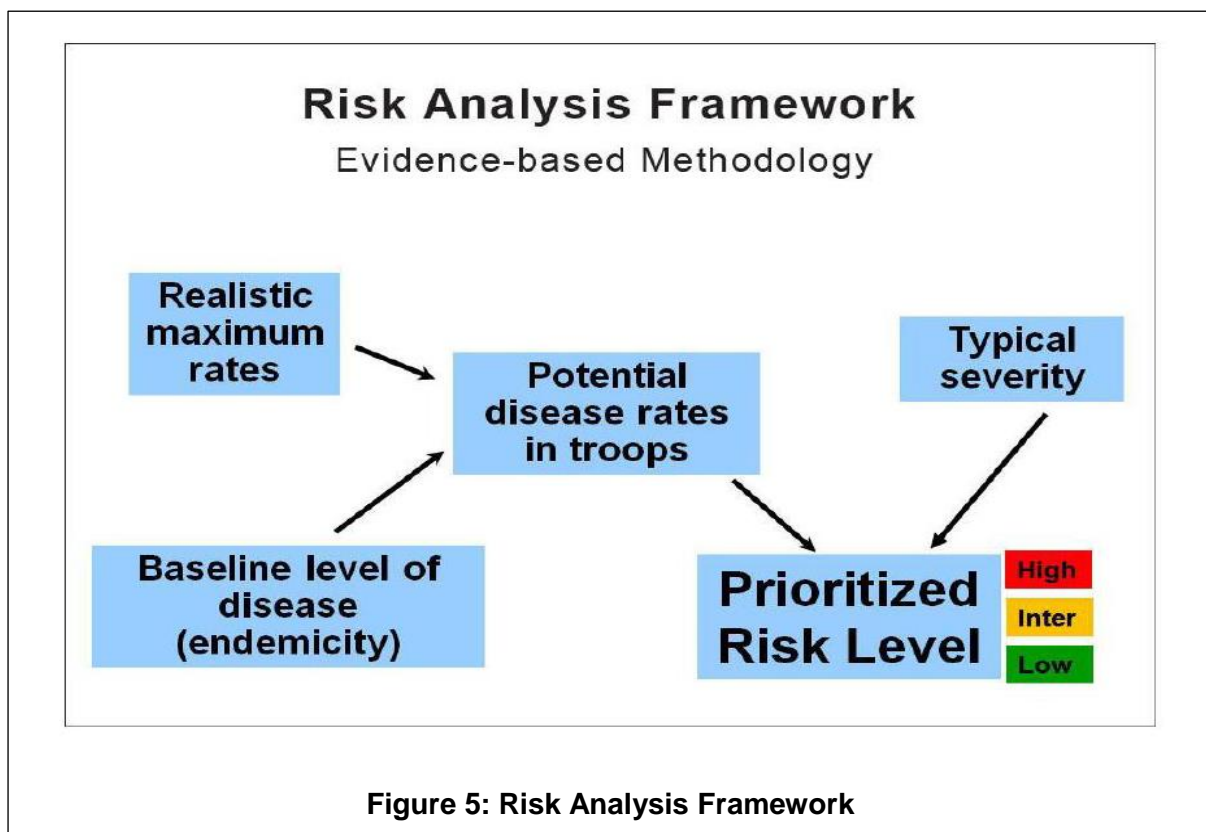 Risk Analysis Framework
Evidence-based Methodology
Realistic
maximum
rates
Potential
disease rates
in troops
Typical
severity
Baseline level of
disease
(endemicity)
Prioritized
Risk Level
High
Inter
Low
Figure 5: Risk Analysis Framework